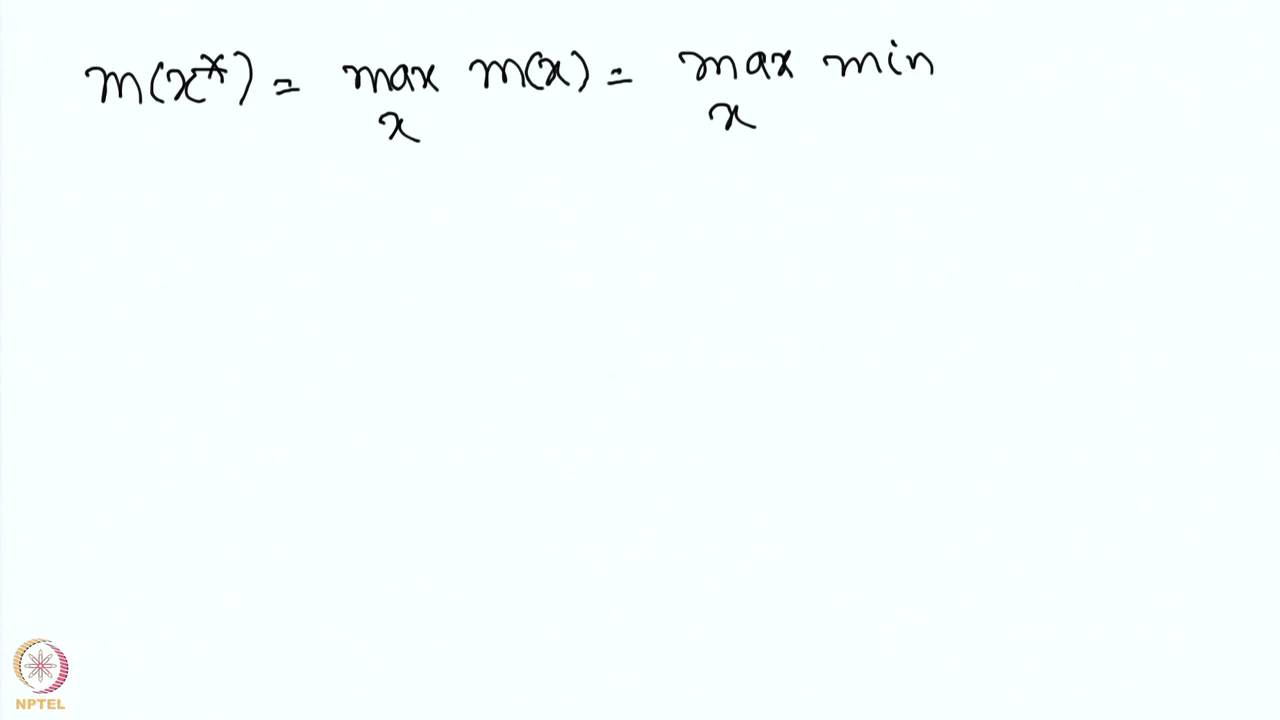 m(x*) = max m(x) = max min
x x
NPTEL